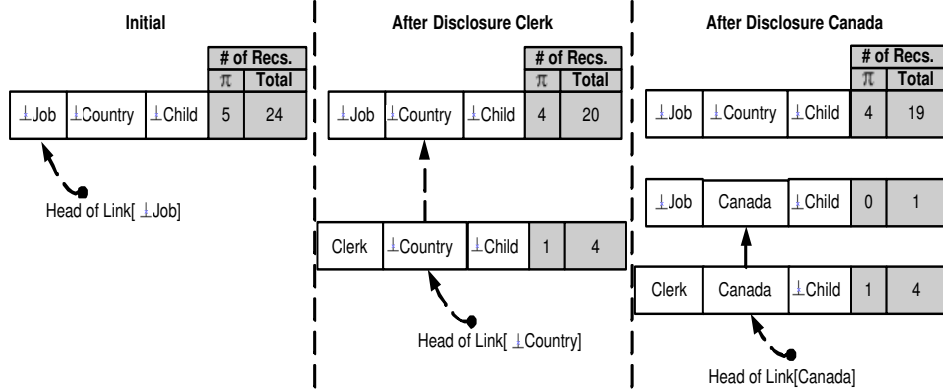 Initial
# of Recs.
π Total
⊥Job ⊥Country ⊥Child 5 24
Head of Link[ ⊥Job]
After Disclosure Clerk
# of Recs.
π Total
⊥Job ⊥Country ⊥Child 4 20
Clerk ⊥Country ⊥Child 1 4
Head of Link[ ⊥Country]
After Disclosure Canada
# of Recs.
π Total
⊥Job ⊥Country ⊥Child 4 19
⊥Job Canada ⊥Child 0 1
Clerk Canada ⊥Child 1 4
Head of Link[Canada]